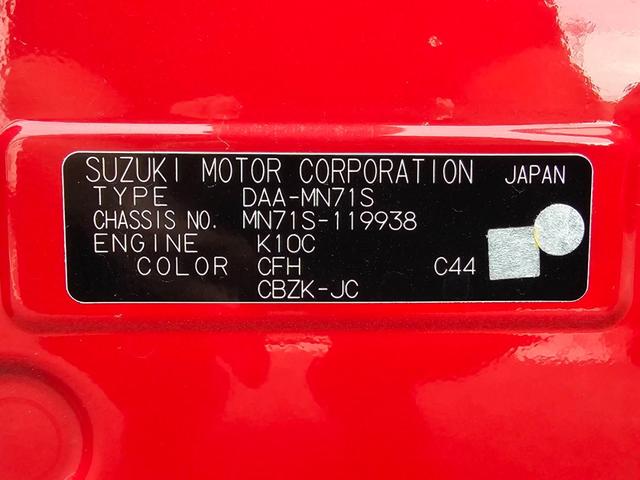 SUZUKI MOTOR CORPORATION JAPAN
TYPE DAA-MN71S
CHASSIS NO. MN71S-119938
ENGINE K10C
COLOR CFH C44
CBZK-JC